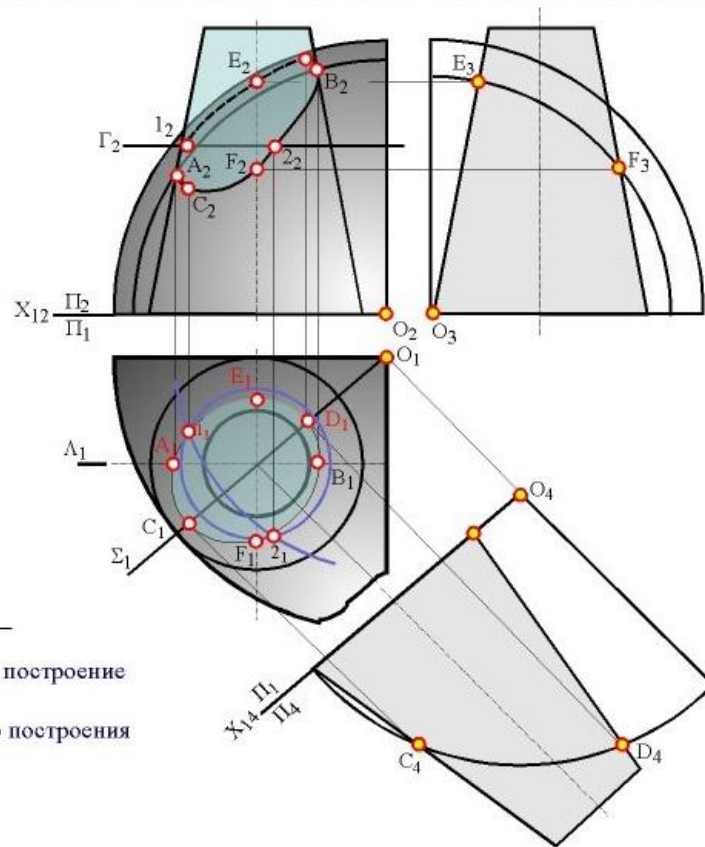 E₂
B₂
E₃
1₂
Г₂
A₂
F₂
2₂
F₃
C₂
X₁₂
П₂
П₁
O₂
O₃
O₁
E₁
D₁
1₁
A₁
Λ₁
B₁
C₁
F₁
2₁
Σ₁
O₄
построение
построения
X₁₄
П₁
П₄
C₄
D₄